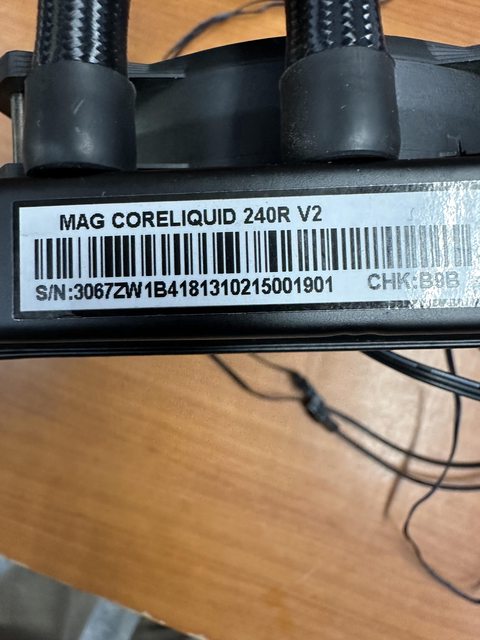 MAG CORELIQUID 240R V2
S/N:3067ZW1B4181310215001901 CHK:B9B